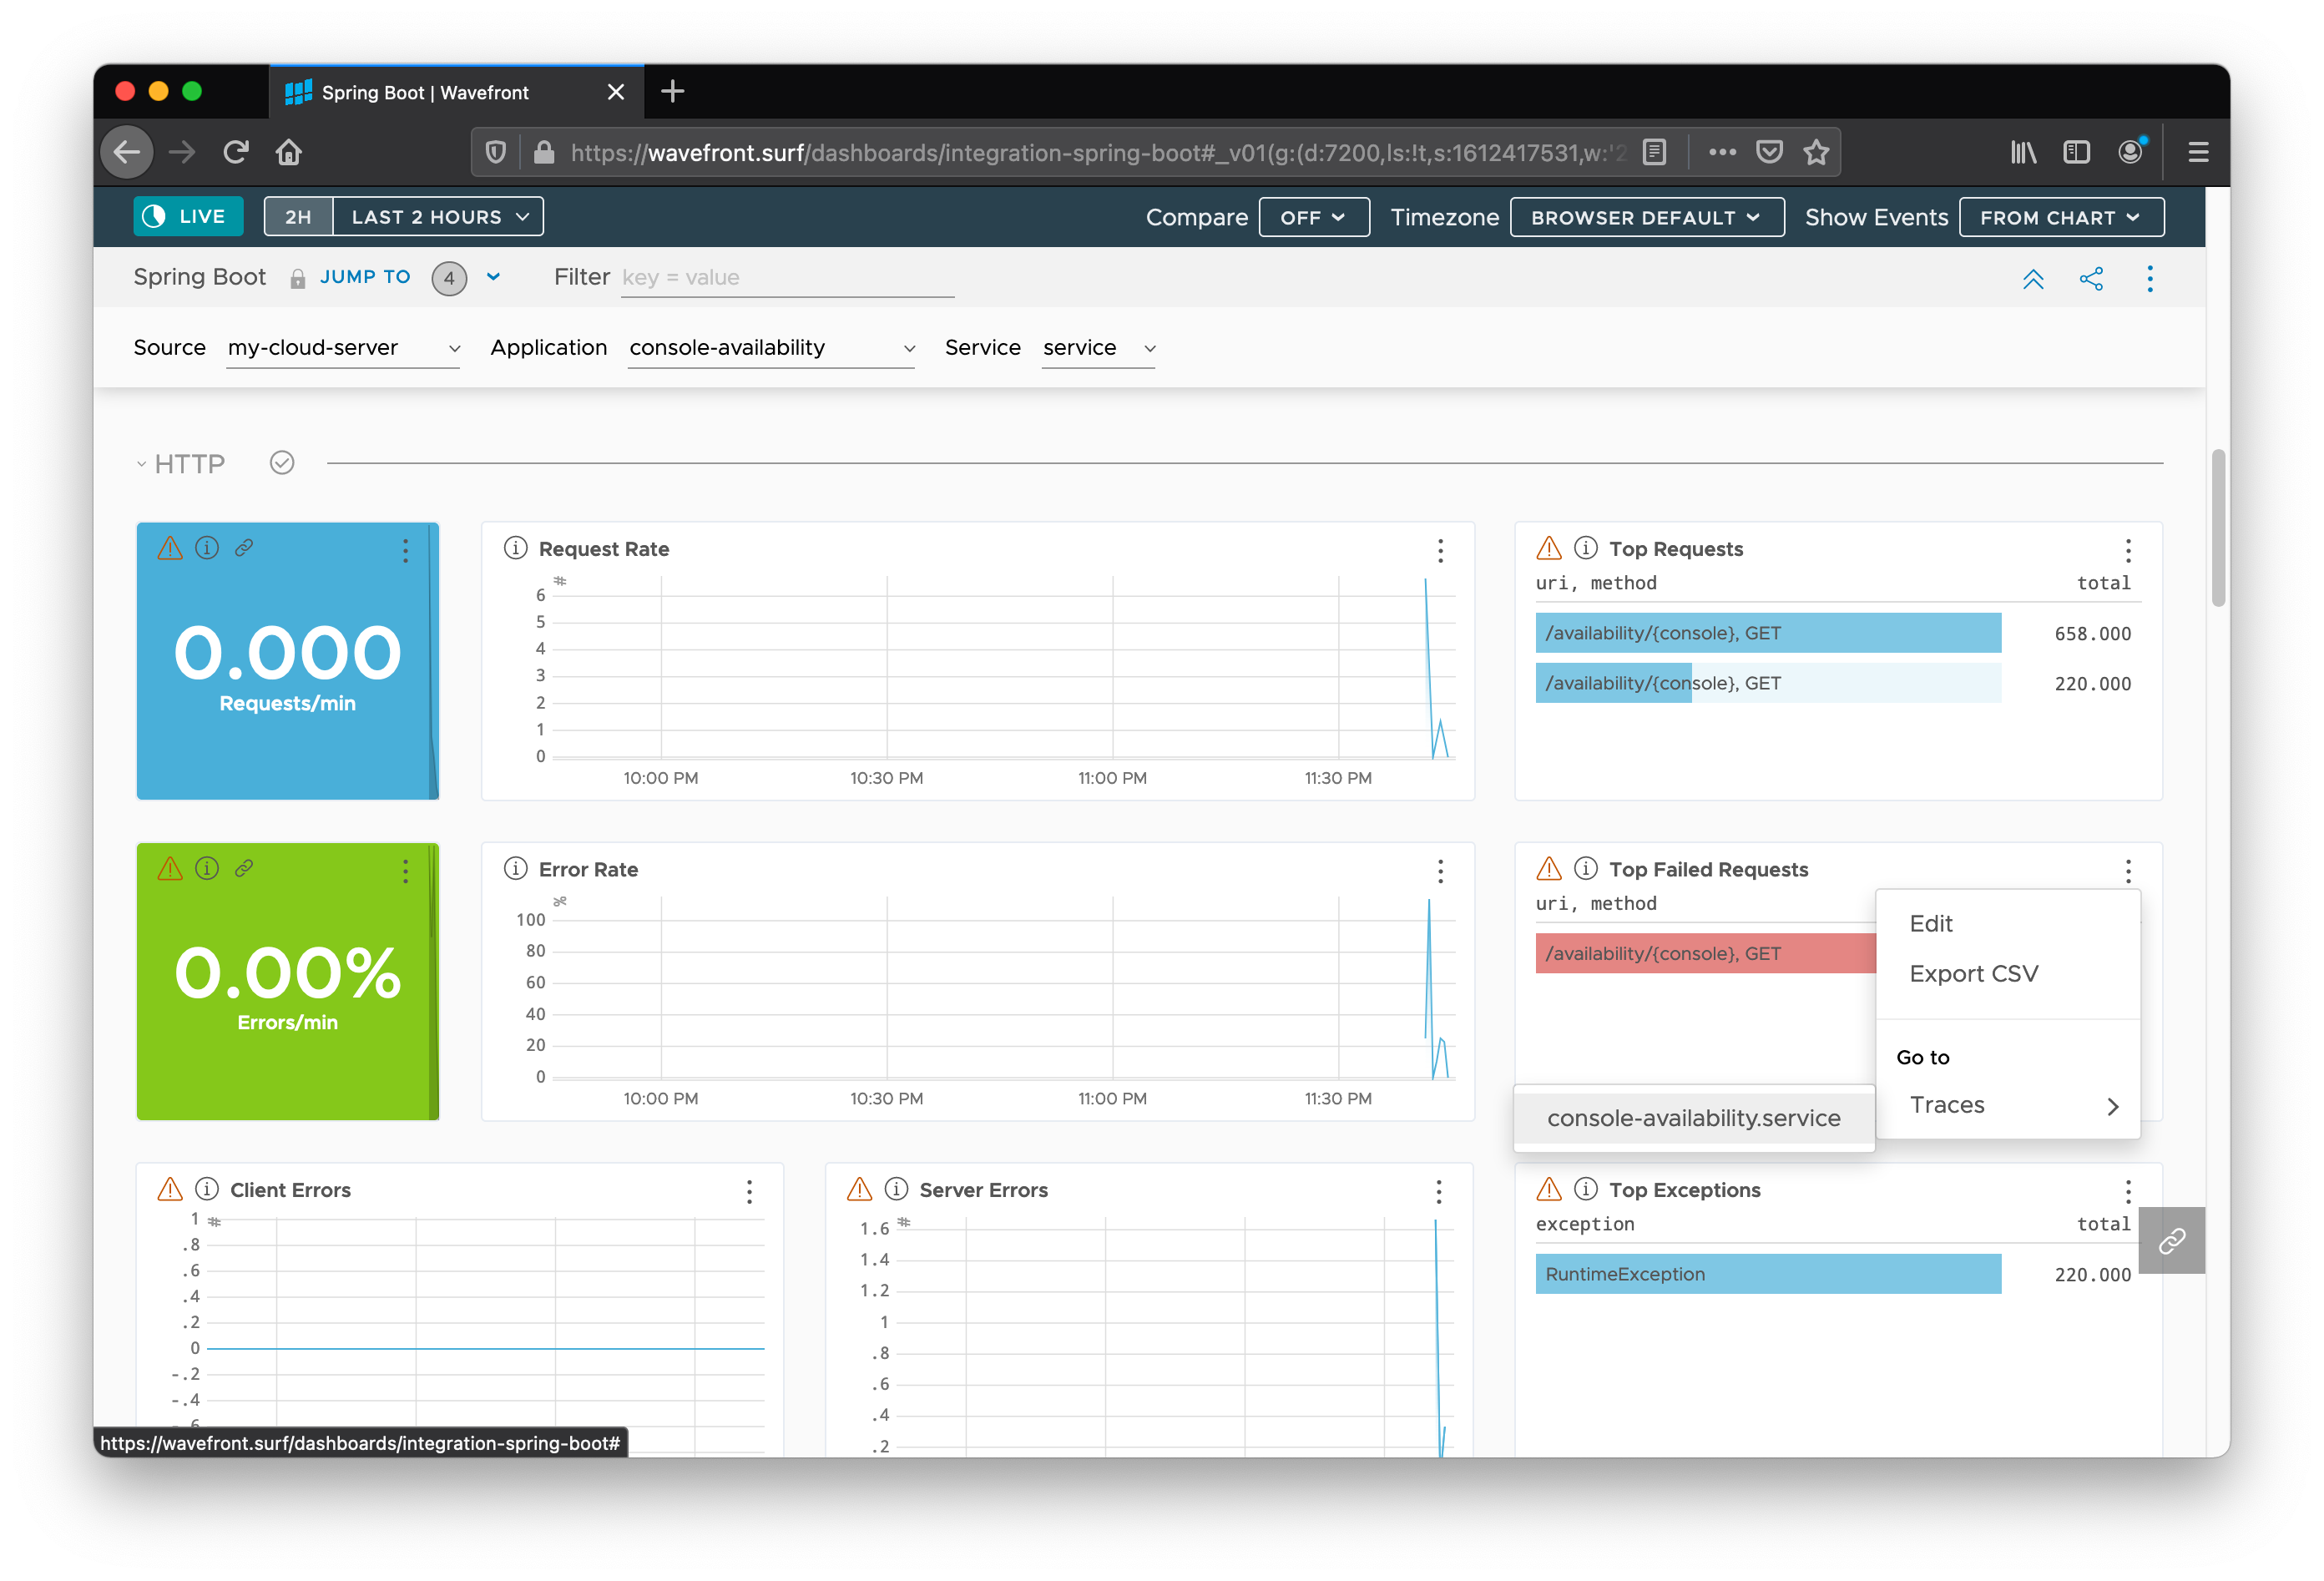 Spring Boot | Wavefront
https://wavefront.surf/dashboards/integration-spring-boot#_v01(g:(d:7200,ls:!t,s:1612417531,w:'2
LIVE 2H LAST 2 HOURS Compare OFF Timezone BROWSER DEFAULT Show Events FROM CHART
Spring Boot JUMP TO 4 Filter key = value
Source my-cloud-server Application console-availability Service service
HTTP
0.000
Requests/min
Request Rate
#
6
5
4
3
2
1
0
10:00 PM 10:30 PM 11:00 PM 11:30 PM
Top Requests
uri, method total
/availability/{console}, GET 658.000
/availability/{console}, GET 220.000
0.00%
Errors/min
Error Rate
%
100
80
60
40
20
0
10:00 PM 10:30 PM 11:00 PM 11:30 PM
Top Failed Requests
uri, method
/availability/{console}, GET
Edit
Export CSV
Go to
Traces
console-availability.service
Client Errors
#
1
.8
.6
.4
.2
0
-.2
-.4
Server Errors
#
1.6
1.4
1.2
1
.8
.6
.4
.2
Top Exceptions
exception total
RuntimeException 220.000
https://wavefront.surf/dashboards/integration-spring-boot#